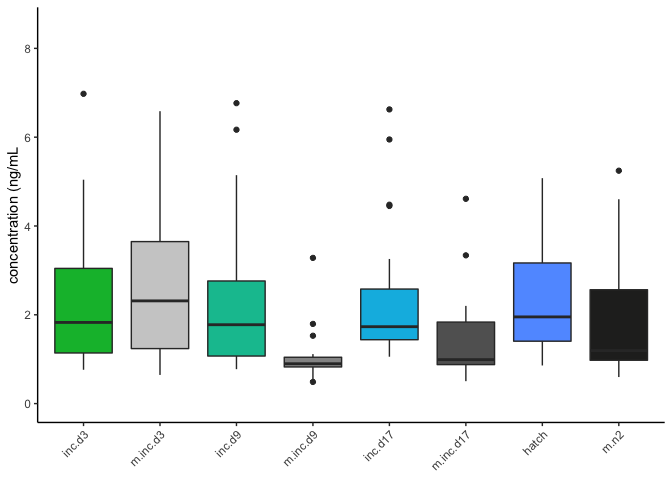 concentration (ng/mL
8
6
4
2
0
inc.d3
m.inc.d3
inc.d9
m.inc.d9
inc.d17
m.inc.d17
hatch
m.n2